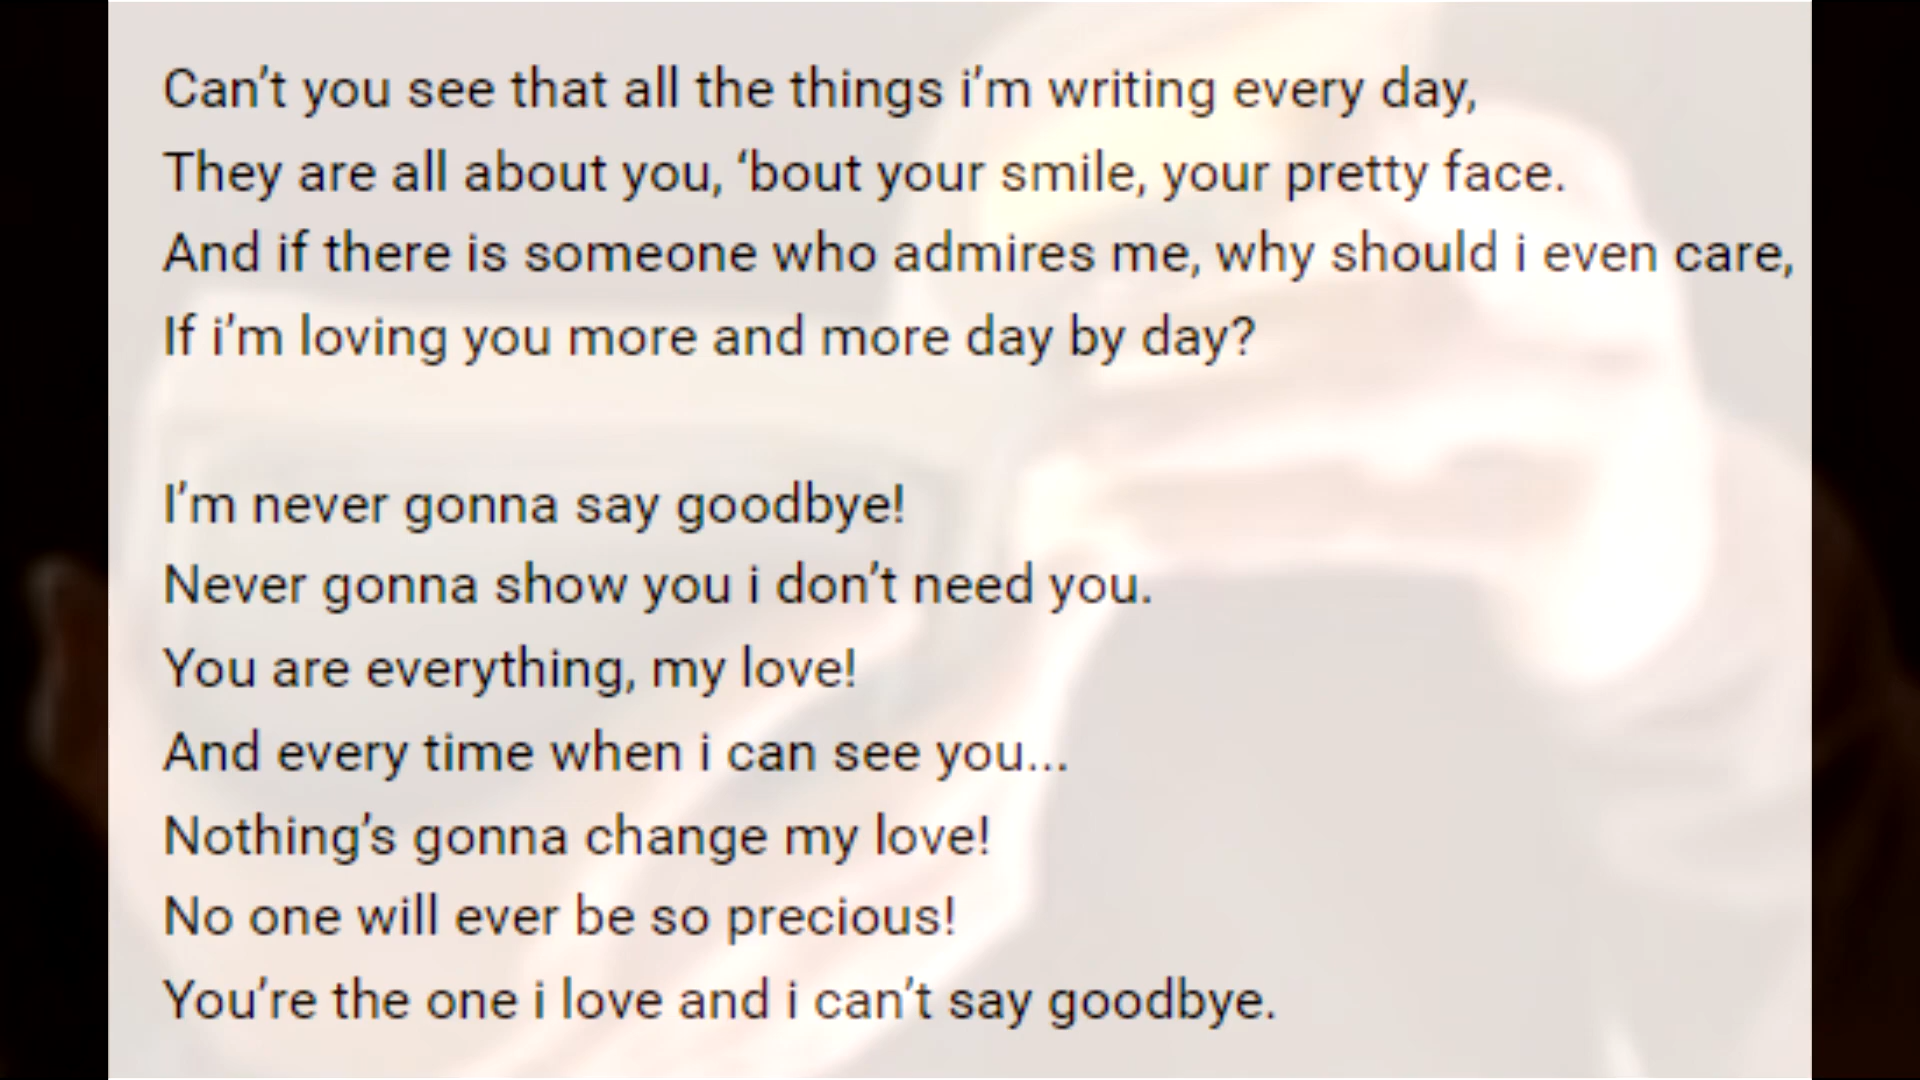 Can’t you see that all the things i’m writing every day,
They are all about you, ‘bout your smile, your pretty face.
And if there is someone who admires me, why should i even care,
If i’m loving you more and more day by day?
I’m never gonna say goodbye!
Never gonna show you i don’t need you.
You are everything, my love!
And every time when i can see you...
Nothing’s gonna change my love!
No one will ever be so precious!
You’re the one i love and i can’t say goodbye.